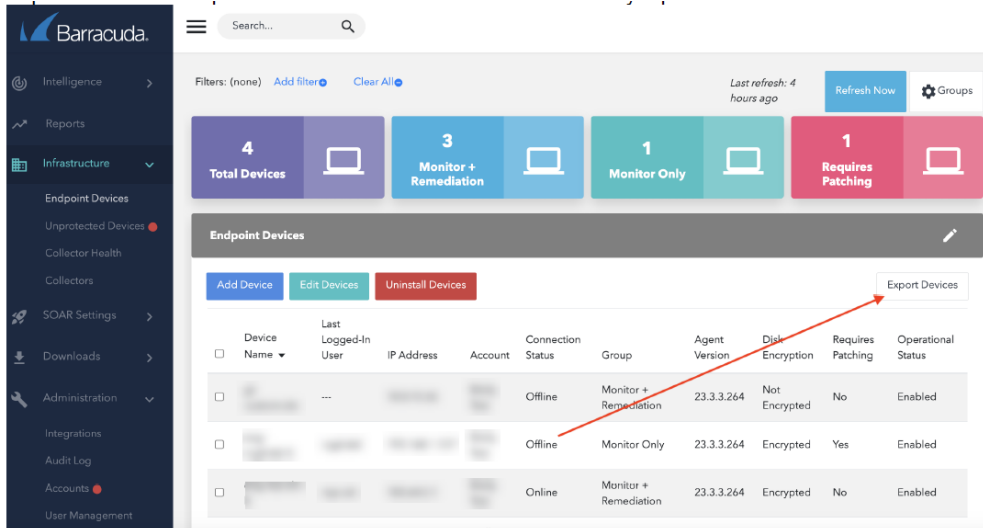 Barracuda.
Search...
Intelligence
Reports
Infrastructure
Endpoint Devices
Unprotected Devices
Collector Health
Collectors
SOAR Settings
Downloads
Administration
Integrations
Audit Log
Accounts
User Management
Filters: (none) Add filter Clear All
Last refresh: 4
hours ago
Refresh Now
Groups
4
Total Devices
3
Monitor +
Remediation
1
Monitor Only
1
Requires
Patching
Endpoint Devices
Add Device Edit Devices Uninstall Devices
Export Devices
Device
Name
Last
Logged-In
User
IP Address
Account
Connection
Status
Group
Agent
Version
Disk
Encryption
Requires
Patching
Operational
Status
---
Offline
Monitor +
Remediation
23.3.3.264
Not
Encrypted
No
Enabled
Offline
Monitor Only
23.3.3.264
Encrypted
Yes
Enabled
Online
Monitor +
Remediation
23.3.3.264
Encrypted
No
Enabled